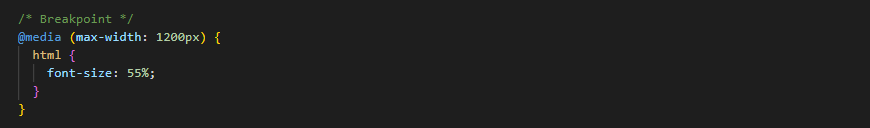 /* Breakpoint */
@media (max-width: 1200px) {
  html {
    font-size: 55%;
  }
}